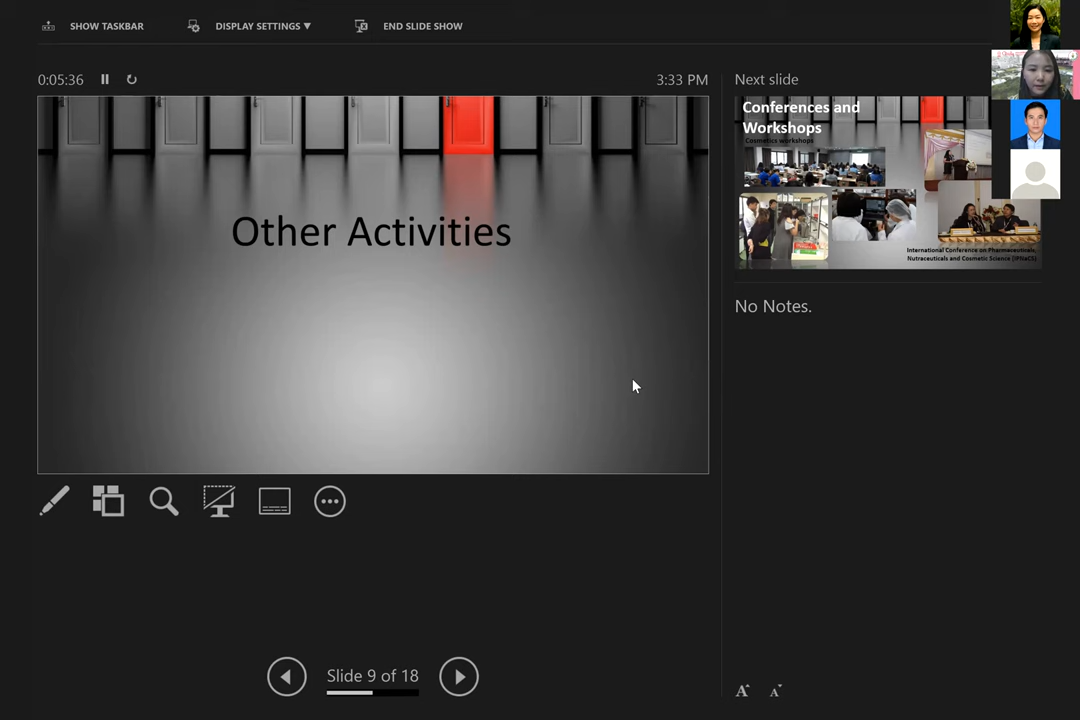 SHOW TASKBAR
DISPLAY SETTINGS ▼
END SLIDE SHOW
0:05:36
3:33 PM
Next slide
Other Activities
Conferences and
Workshops
Cosmetics workshops
International Conference on Pharmaceuticals,
Nutraceuticals and Cosmetic Science (IPNaCS)
No Notes.
Slide 9 of 18
A
A